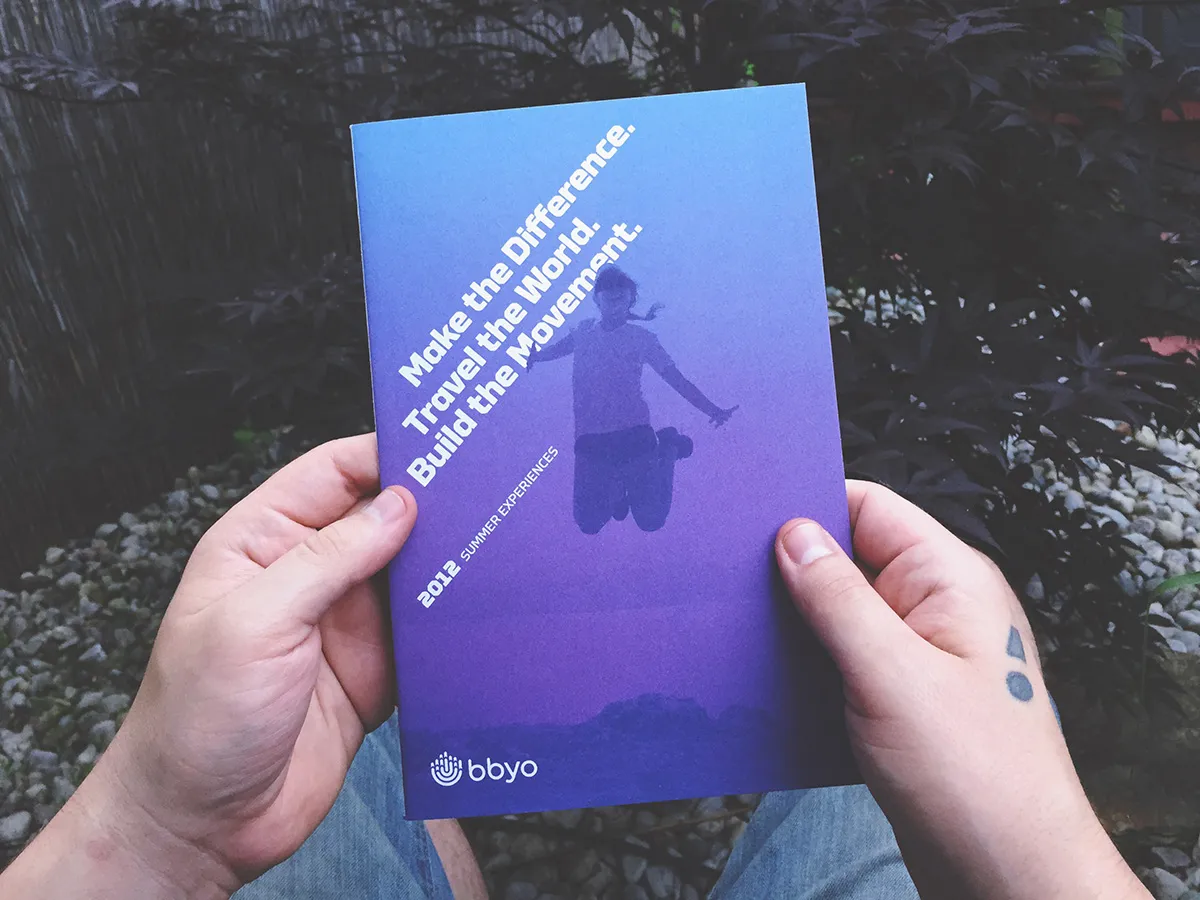 Make the Difference.
Travel the World.
Build the Movement.
2012 SUMMER EXPERIENCES
bbyo